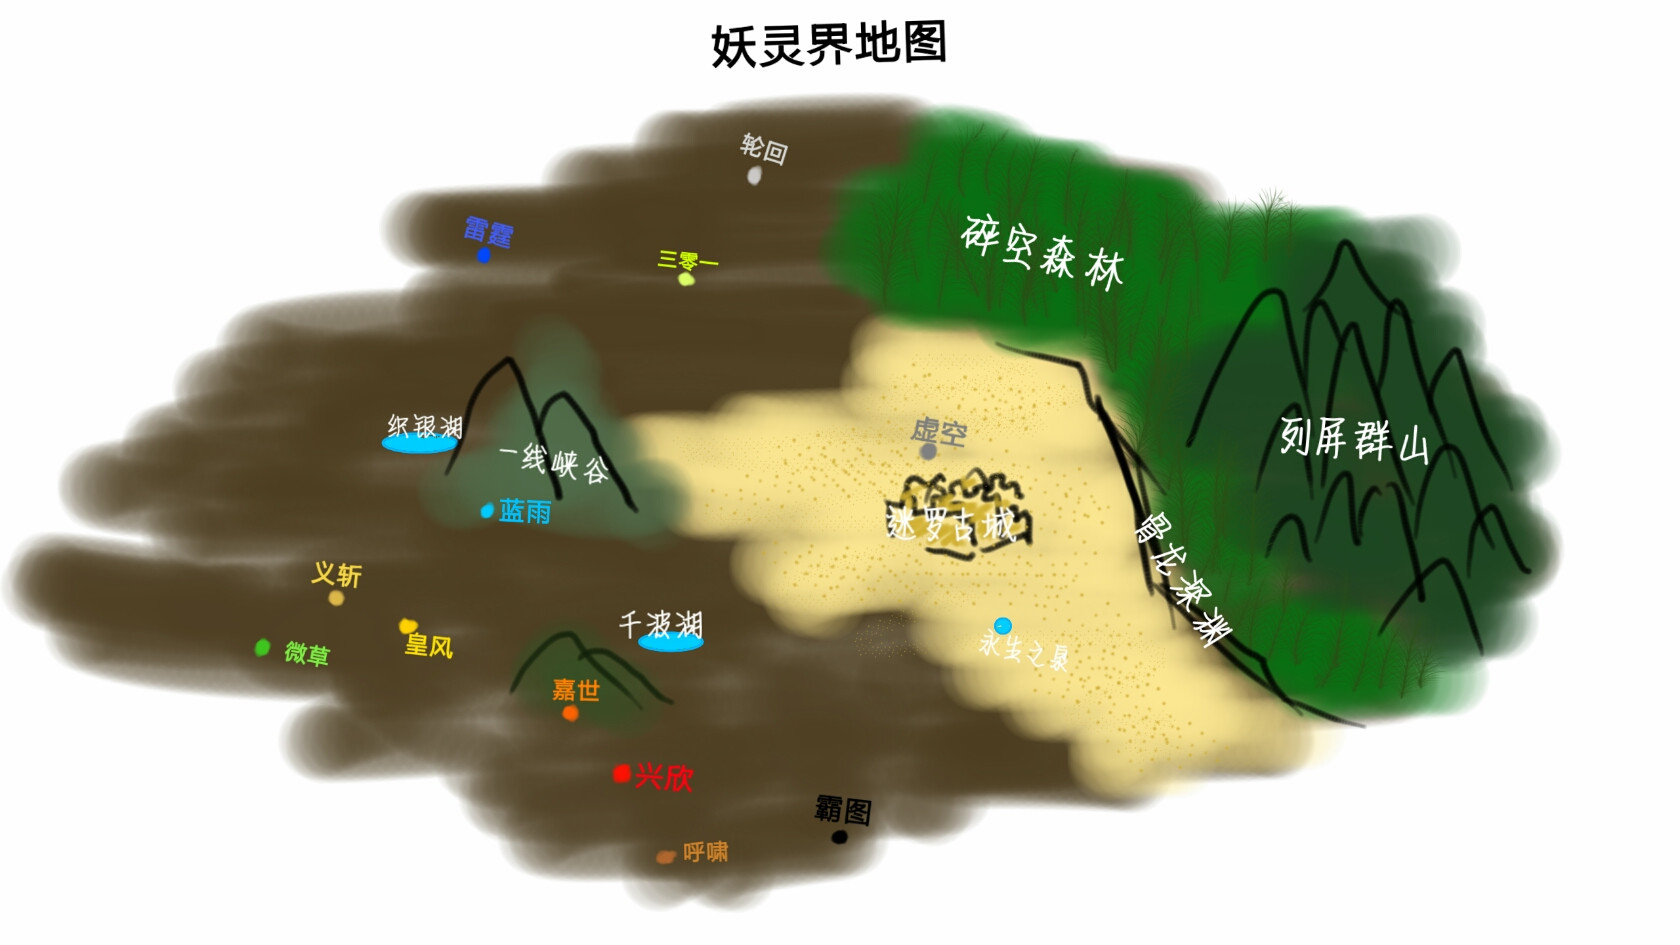 妖灵界地图
轮回
雷霆
三零一
碎空森林
织银湖
一线峡谷
虚空
列屏群山
蓝雨
迷罗古城
骨龙深渊
义斩
千波湖
永生之泉
微草
皇风
嘉世
兴欣
霸图
呼啸